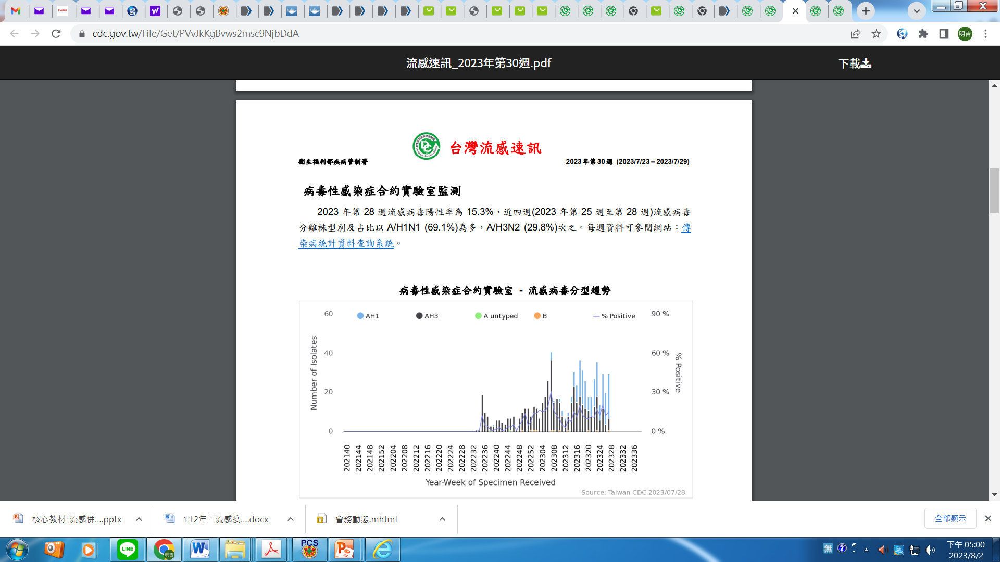 cdc.gov.tw/File/Get/PVvJkKgBvws2msc9NjbDdA
明吉
流感速訊_2023年第30週.pdf
下載
台灣流感速訊
衛生福利部疾病管制署
2023 年第 30 週 (2023/7/23 – 2023/7/29)
病毒性感染症合約實驗室監測
2023 年第 28 週流感病毒陽性率為 15.3%，近四週(2023 年第 25 週至第 28 週)流感病毒
分離株型別及占比以 A/H1N1 (69.1%)為多，A/H3N2 (29.8%)次之。每週資料可參閱網站：傳
染病統計資料查詢系統。
病毒性感染症合約實驗室 - 流感病毒分型趨勢
AH1 AH3 A untyped B % Positive
60 40 20 0
Number of Isolates
90 % 60 % 30 % 0 %
% Positive
202140 202144 202148 202152 202204 202208 202212 202216 202220 202224 202228 202232 202236 202240 202244 202248 202252 202304 202308 202312 202316 202320 202324 202328 202332 202336
Year-Week of Specimen Received
Source: Taiwan CDC 2023/07/28
核心教材-流感併....pptx
112年「流感疫....docx
會務動態.mhtml
全部顯示
LINE
明吉
PCS
無
下午 05:00
2023/8/2